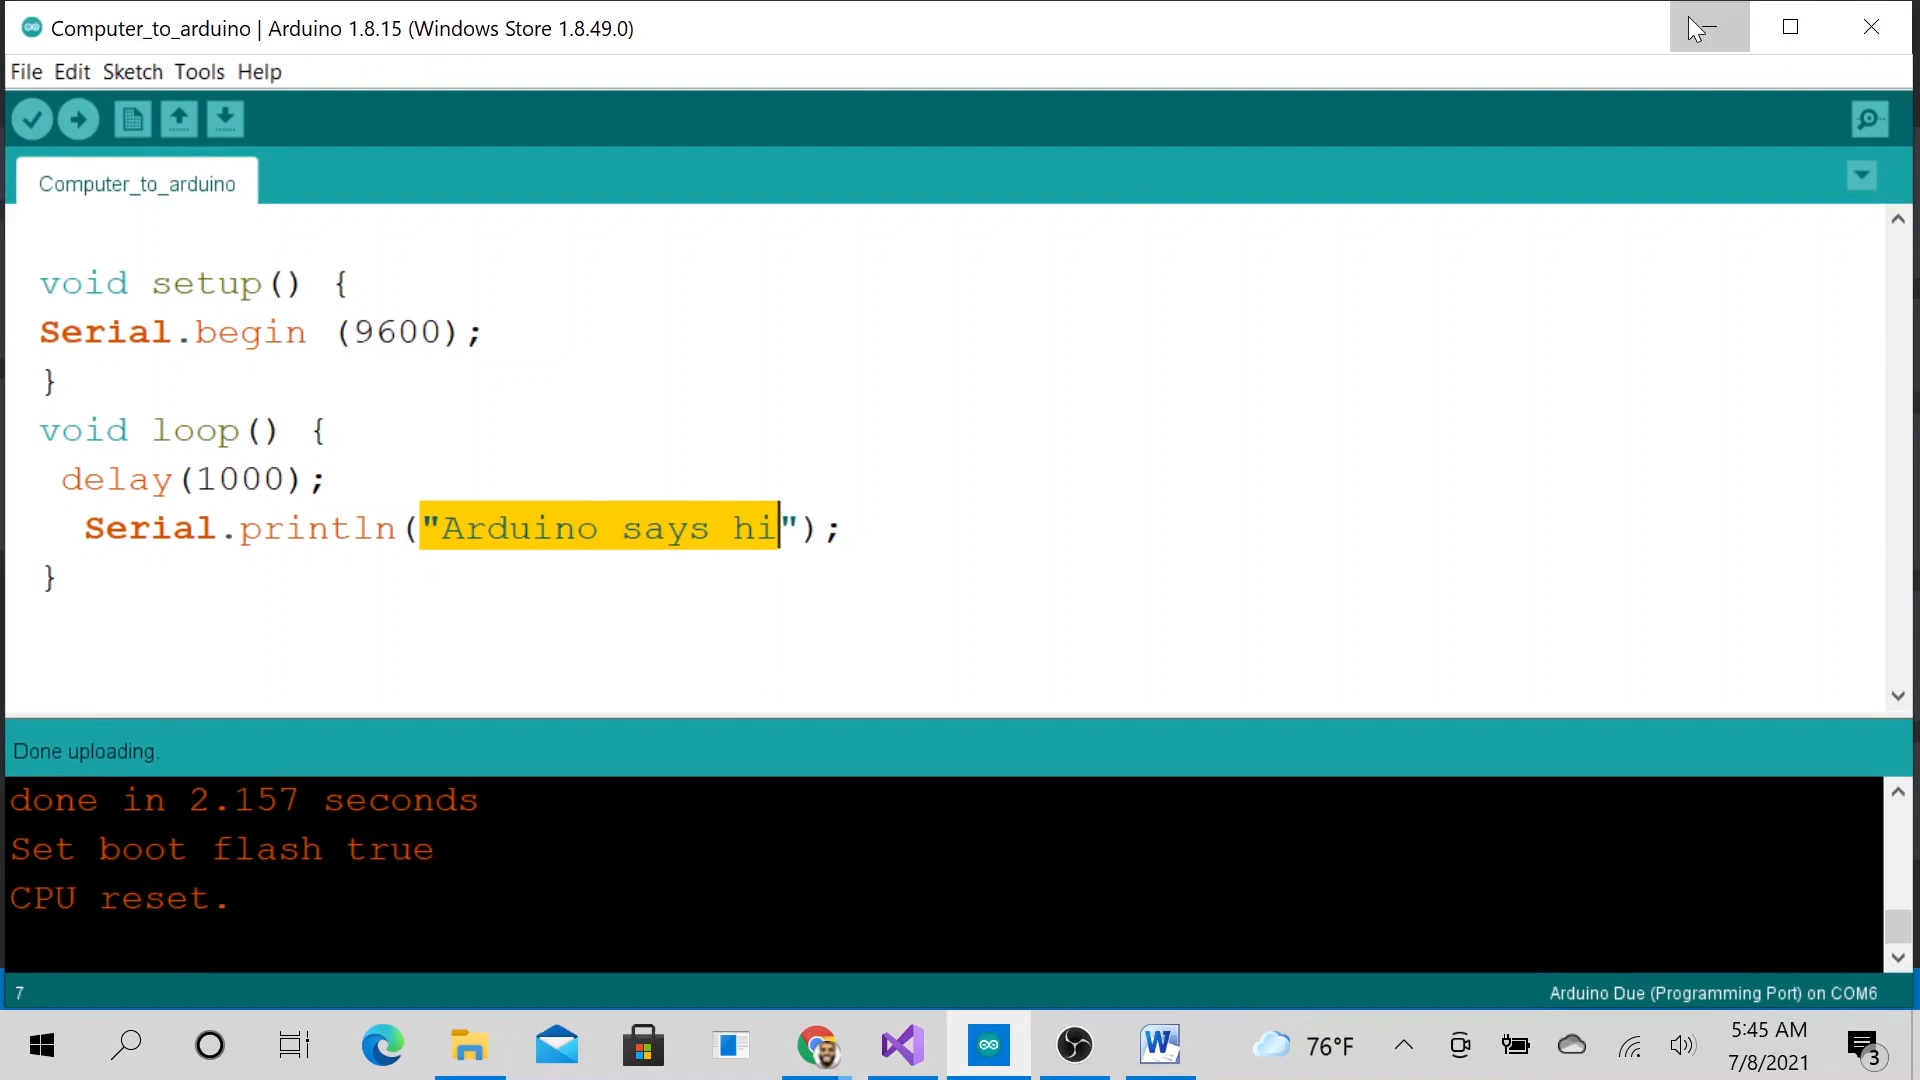 Computer_to_arduino | Arduino 1.8.15 (Windows Store 1.8.49.0)
File Edit Sketch Tools Help
Computer_to_arduino
void setup() {
Serial.begin (9600);
}
void loop() {
delay(1000);
Serial.println("Arduino says hi");
}
Done uploading.
done in 2.157 seconds
Set boot flash true
CPU reset.
7
Arduino Due (Programming Port) on COM6
76°F
5:45 AM
7/8/2021
3